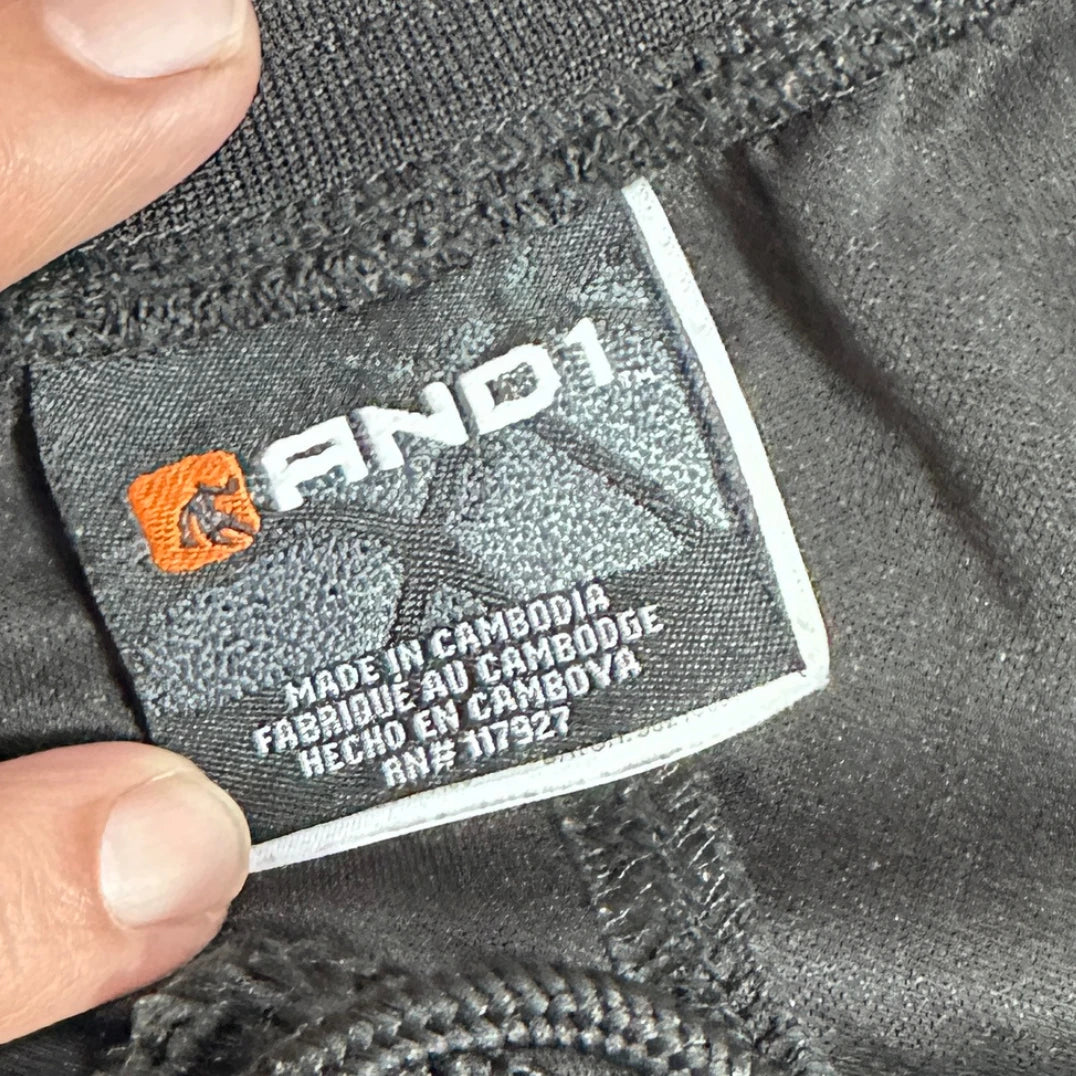 AND1
MADE IN CAMBODIA
FABRIQUE AU CAMBODGE
HECHO EN CAMBOYA
RN# 117927